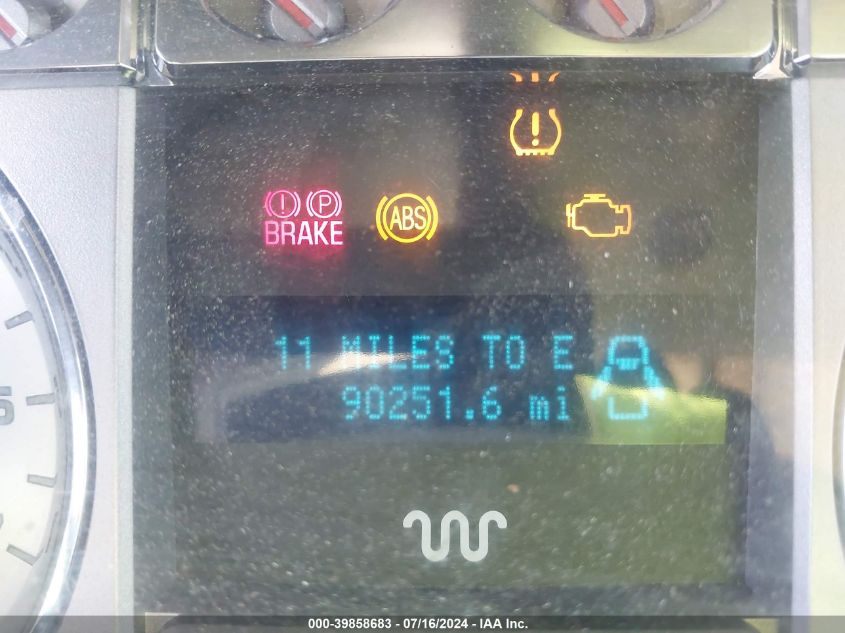 BRAKE
P
ABS
11 MILES TO E
90251.6 mi
000-39858683 - 07/16/2024 - IAA Inc.